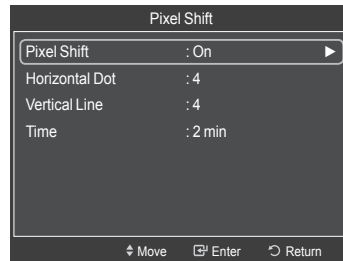 Pixel Shift
Pixel Shift : On ►
Horizontal Dot : 4
Vertical Line : 4
Time : 2 min
Move Enter Return